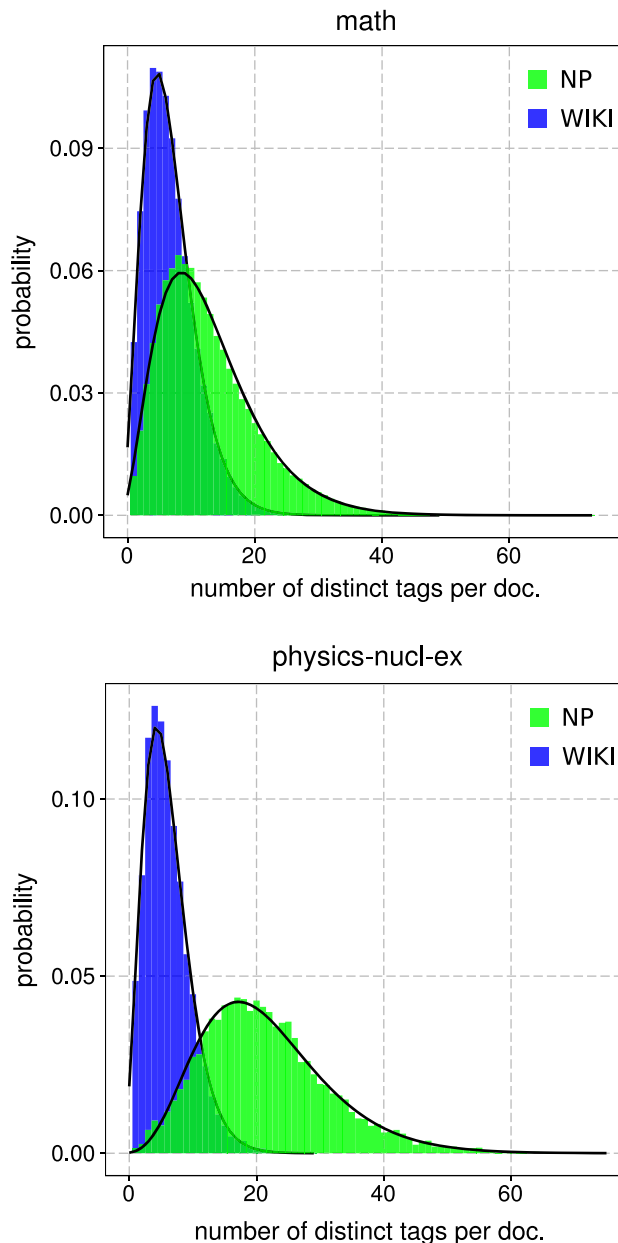 math
NP
WIKI
0.09
0.06
0.03
0.00
probability
0
20
40
60
number of distinct tags per doc.
physics-nucl-ex
NP
WIKI
0.10
0.05
0.00
probability
0
20
40
60
number of distinct tags per doc.